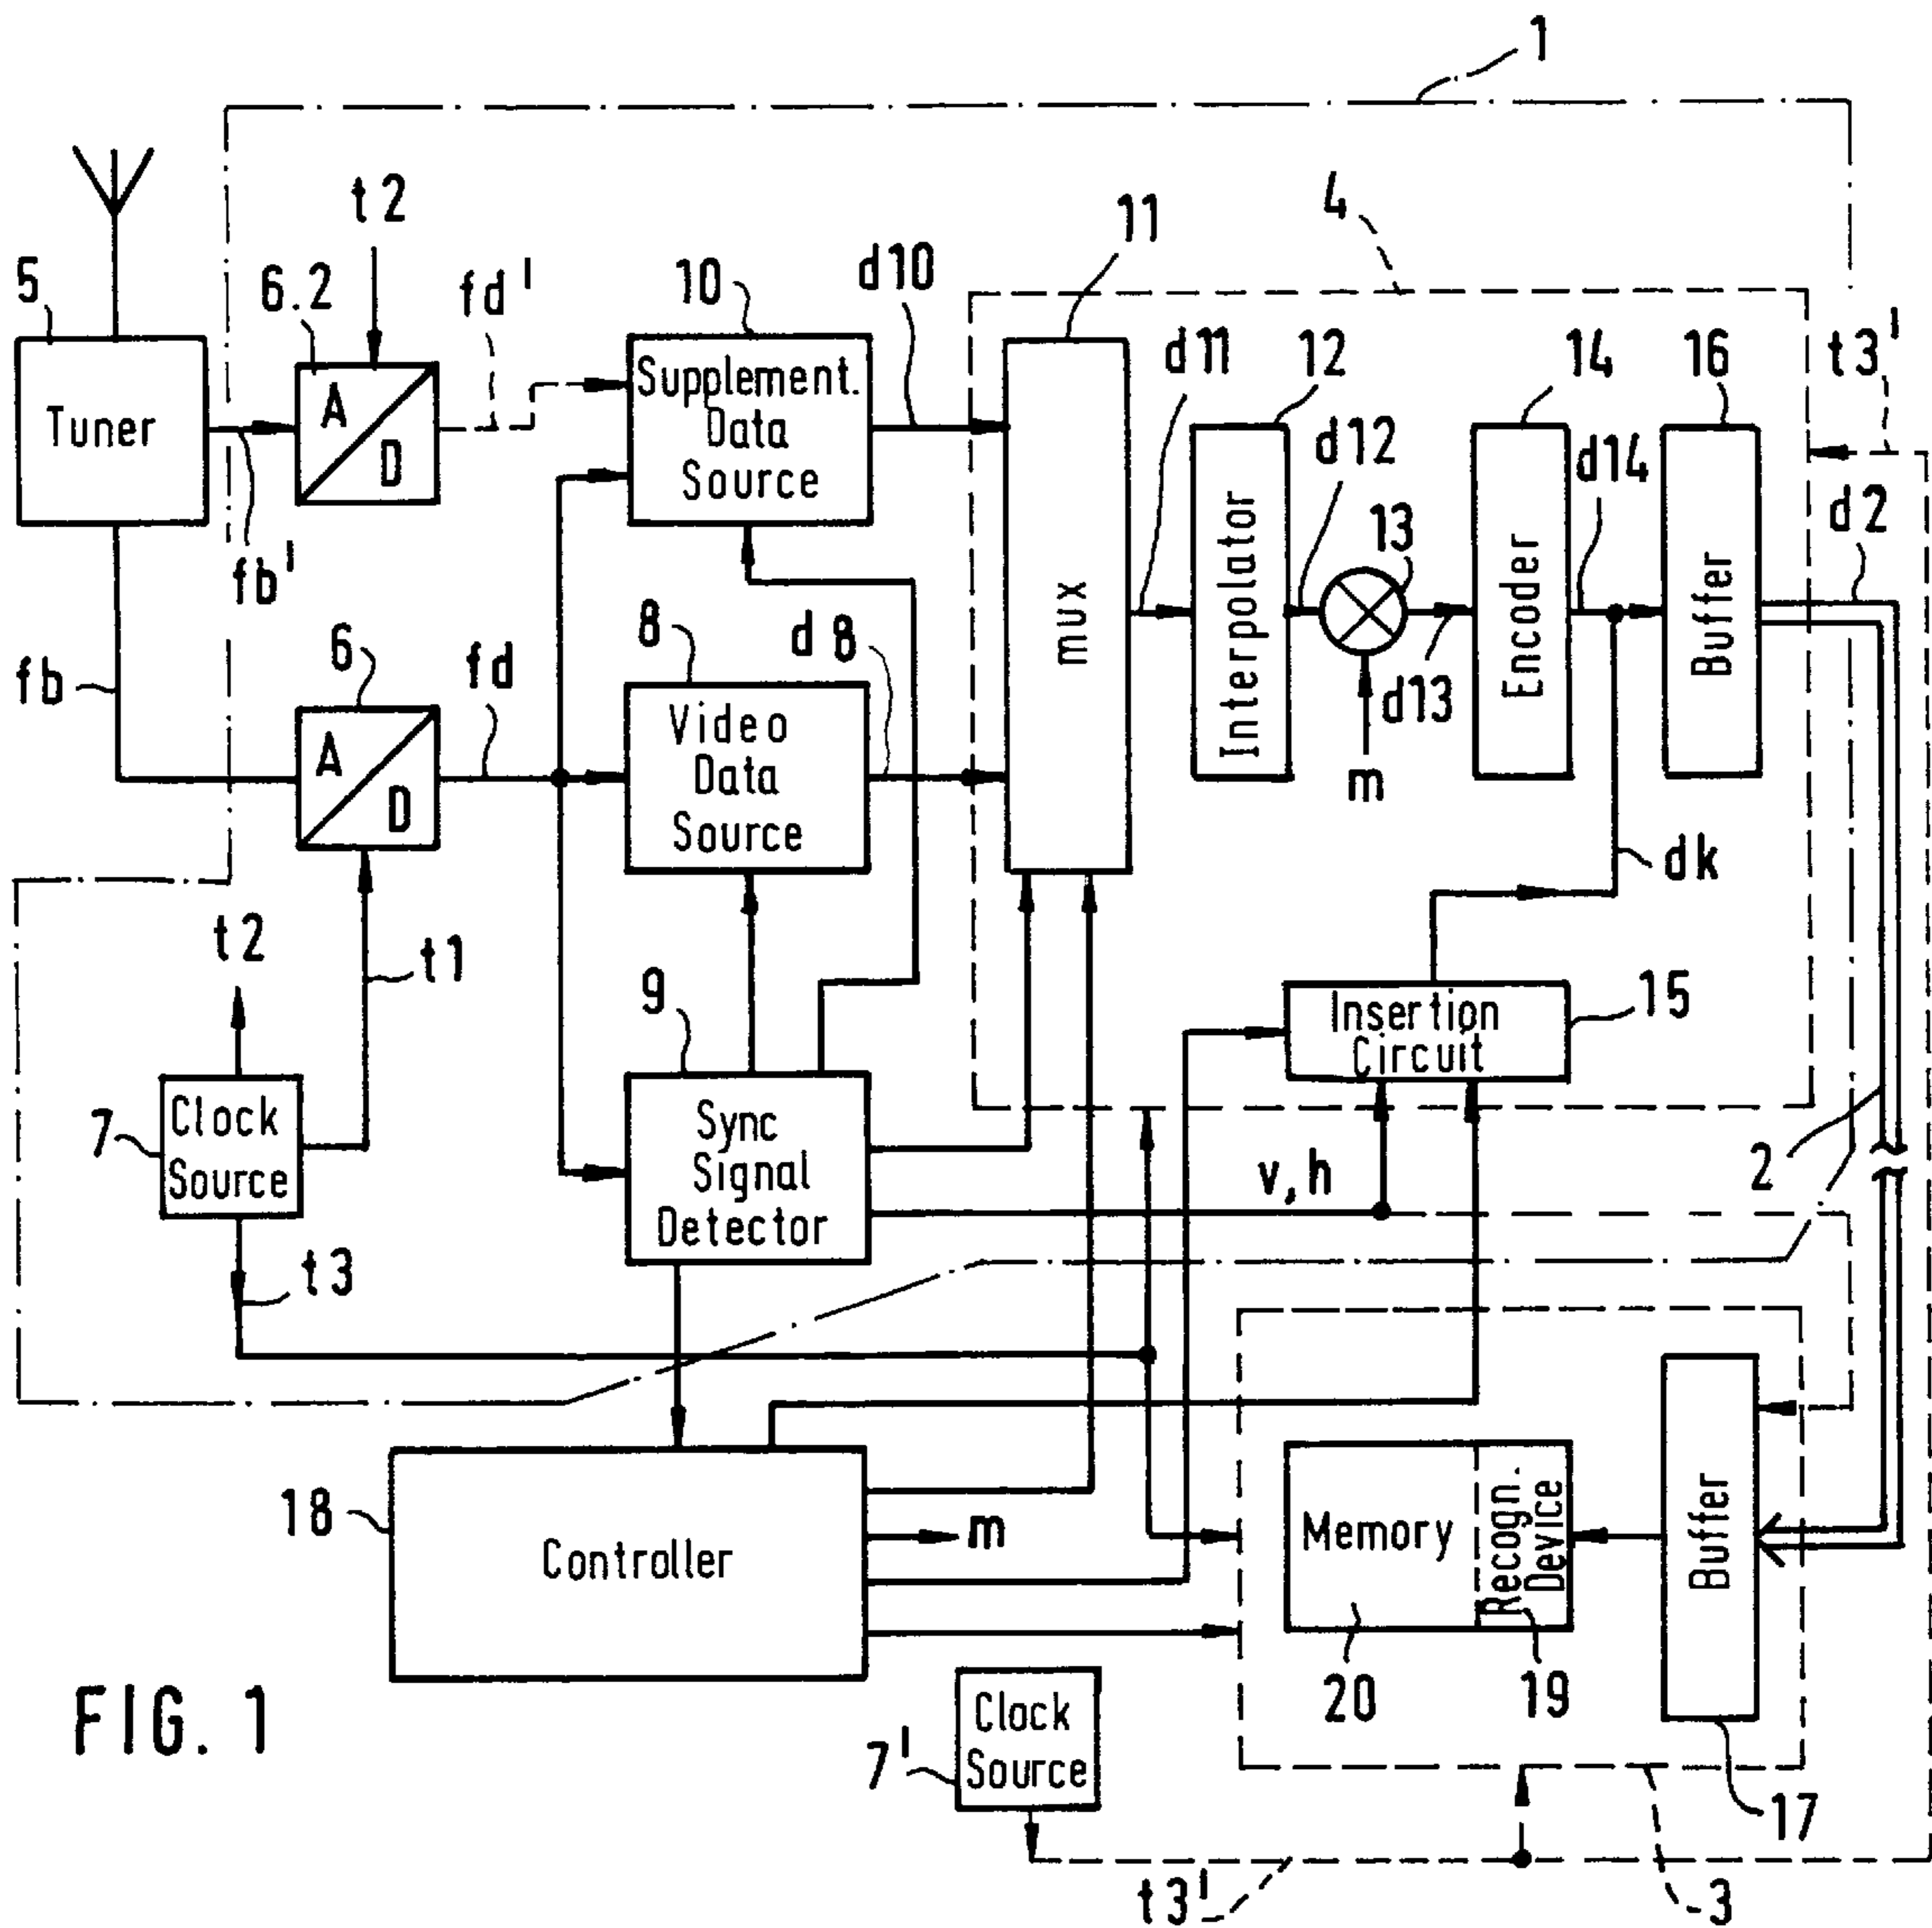 1
t2
4
11
5
6.2
fd'
10
d10
d11
12
14
16
t3'
Tuner
A
D
Supplement.
Data
Source
d12
d14
d2
fb'
mux
Interpolator
13
Encoder
Buffer
fb
6
fd
8
d8
d13
A
D
Video
Data
Source
m
dk
t2
t1
9
Insertion
Circuit
15
7
Clock
Source
Sync
Signal
Detector
v,h
2
t3
18
Controller
m
Memory
Recogn.
Device
Buffer
20
19
FIG. 1
7'
Clock
Source
17
t3'
3